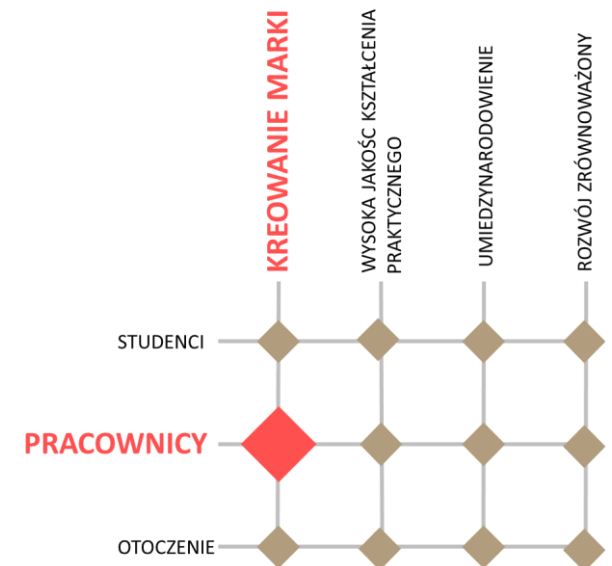 KREOWANIE MARKI
WYSOKA JAKOŚC KSZTAŁCENIA
PRAKTYCZNEGO
UMIEDZYNARODOWIENIE
ROZWÓJ ZRÓWNOWAŻONY
STUDENCI
PRACOWNICY
OTOCZENIE